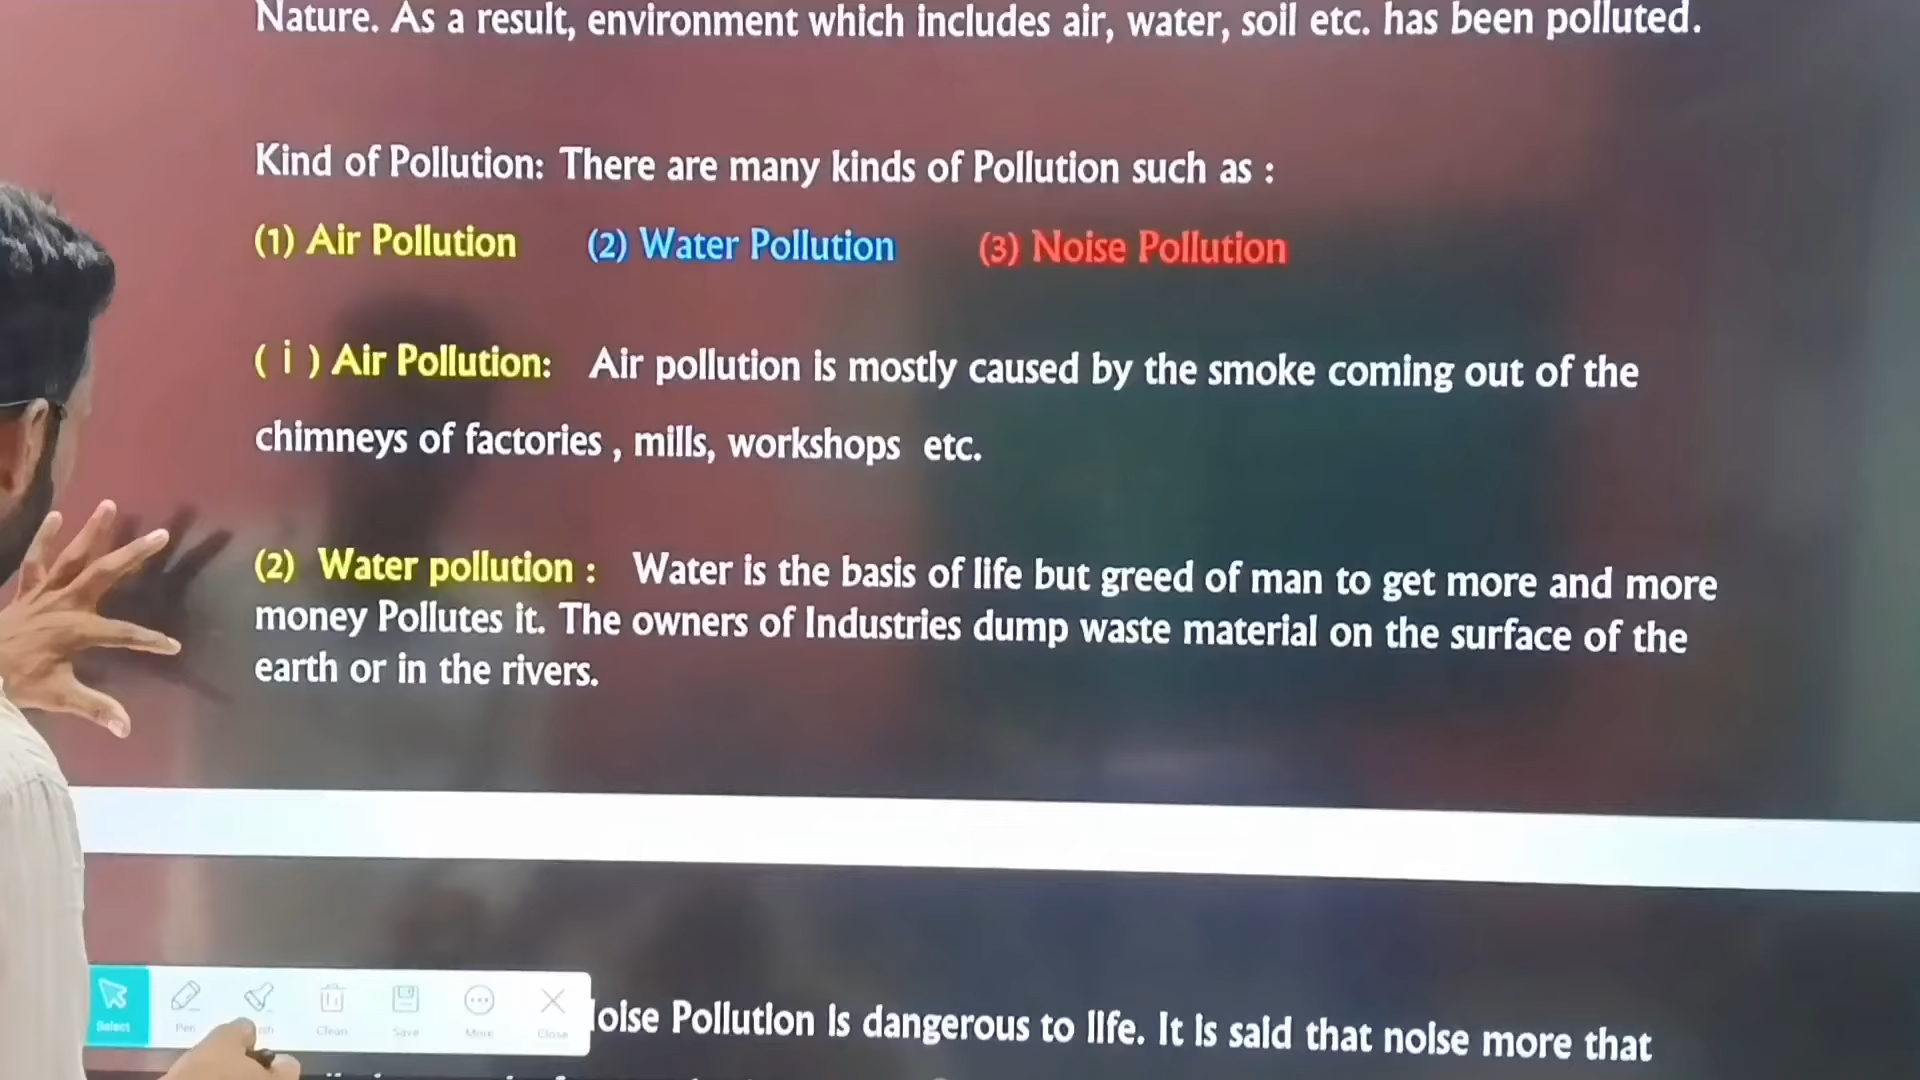 Nature. As a result, environment which includes air, water, soil etc. has been polluted.
Kind of Pollution: There are many kinds of Pollution such as :
(1) Air Pollution (2) Water Pollution (3) Noise Pollution
( i ) Air Pollution: Air pollution is mostly caused by the smoke coming out of the
chimneys of factories , mills, workshops etc.
(2) Water pollution : Water is the basis of life but greed of man to get more and more
money Pollutes it. The owners of Industries dump waste material on the surface of the
earth or in the rivers.
Pollution is dangerous to life. It is said that noise more that
Select Pen Clean Save More Close